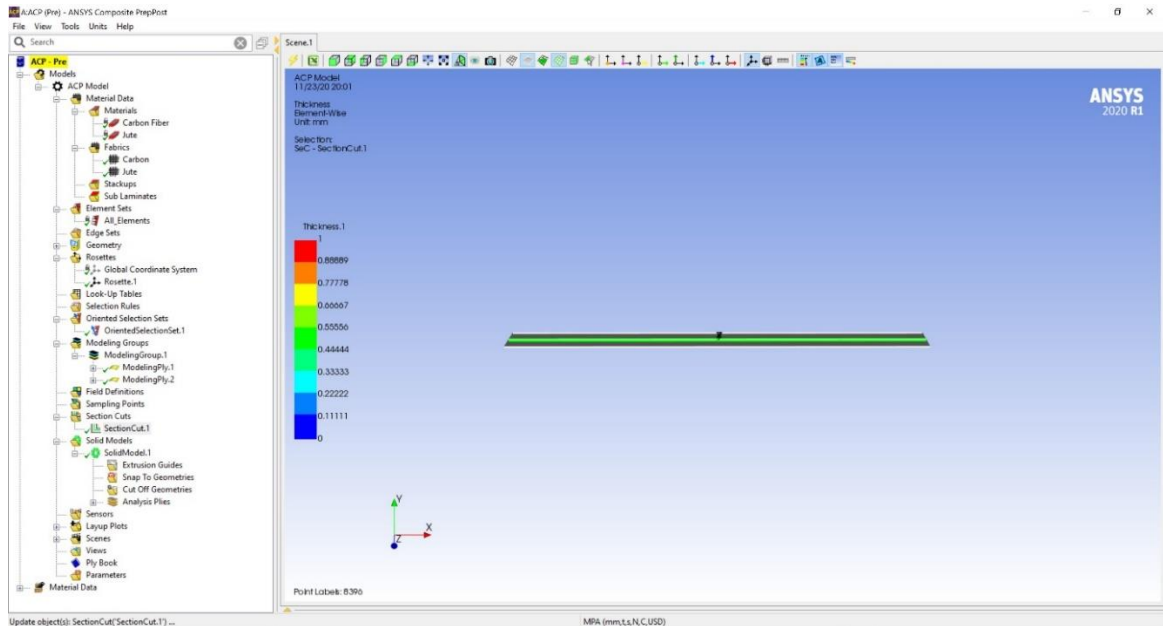 A:ACP (Pre) - ANSYS Composite PrepPost
File View Tools Units Help
Search
Scene.1
ACP - Pre
Models
ACP Model
Material Data
Materials
Carbon Fiber
Jute
Fabrics
Carbon
Jute
Stackups
Sub Laminates
Element Sets
All_Elements
Edge Sets
Geometry
Rosettes
Global Coordinate System
Rosette.1
Look-Up Tables
Selection Rules
Oriented Selection Sets
OrientedSelectionSet.1
Modeling Groups
ModelingGroup.1
ModelingPly.1
ModelingPly.2
Field Definitions
Sampling Points
Section Cuts
SectionCut.1
Solid Models
SolidModel.1
Extrusion Guides
Snap To Geometries
Cut Off Geometries
Analysis Plies
Sensors
Layup Plots
Scenes
Views
Ply Book
Parameters
Material Data
ACP Model
11/23/20 20:01
Thickness
Element-Wise
Unit: mm
Selection:
SeC - SectionCut.1
ANSYS
2020 R1
Thickness.1
1
0.88889
0.77778
0.66667
0.55556
0.44444
0.33333
0.22222
0.11111
0
Y
X
Z
Point Labels: 8396
Update object(s): SectionCut('SectionCut.1') ...
MPA (mm,t,s,N,C,USD)